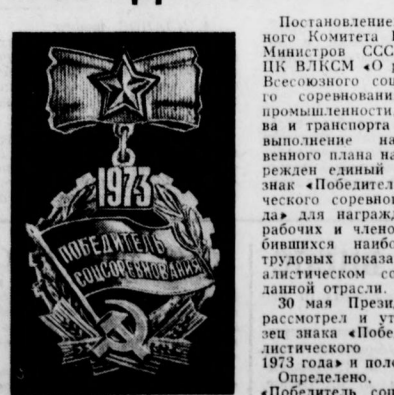 1973
ПОБЕДИТЕЛЬ
СОЦСОРЕВНОВАНИЯ
Постановление
ного Комитета
Министров ССС
ЦК ВЛКСМ «О р
Всесоюзного соц
го соревновани
промышленности,
ва и транспорта
выполнение на
венного плана на
режден единый
знак «Победител
ческого соревно
да» для награжд
рабочих и члено
бившихся наибо
трудовых показа
алистическом со
данной отрасли.
30 мая Прези
рассмотрел и ут
зец знака «Побе
листического
1973 года» и поло
Определено,
«Победитель соц